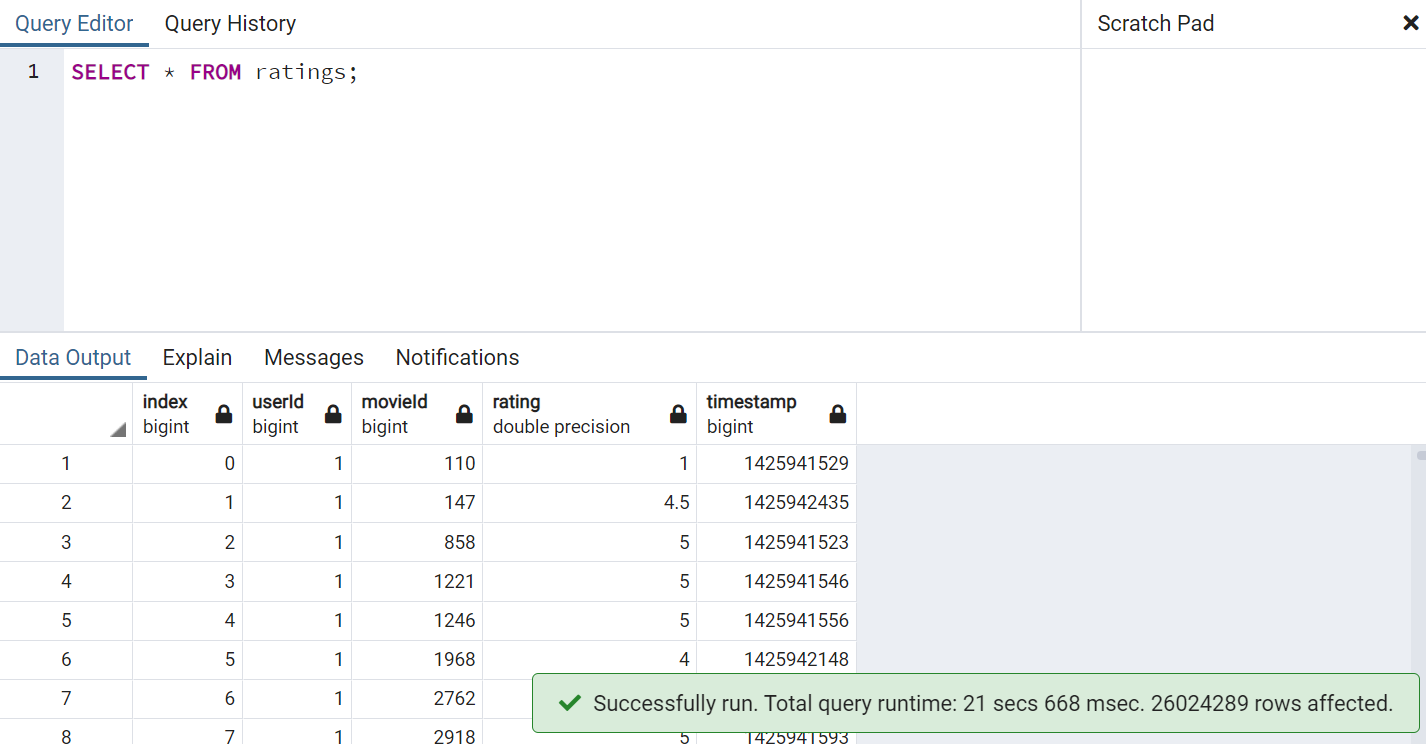 Query Editor Query History Scratch Pad
1 SELECT * FROM ratings;
Data Output Explain Messages Notifications
index userId movieId rating timestamp
bigint bigint bigint double precision bigint
1 0 1 110 1 1425941529
2 1 1 147 4.5 1425942435
3 2 1 858 5 1425941523
4 3 1 1221 5 1425941546
5 4 1 1246 5 1425941556
6 5 1 1968 4 1425942148
7 6 1 2762
Successfully run. Total query runtime: 21 secs 668 msec. 26024289 rows affected.
8 7 1 2918 5 1425941593